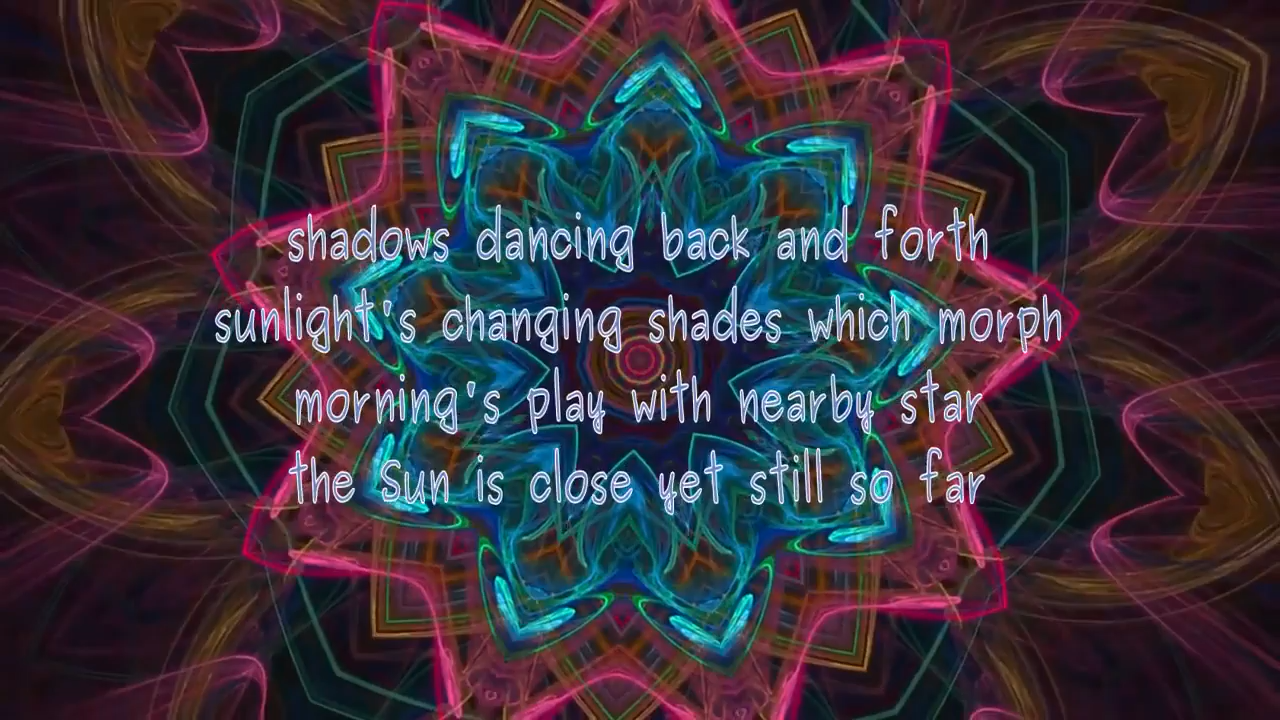 shadows dancing back and forth
sunlight's changing shades which morph
morning's play with nearby star
the Sun is close yet still so far